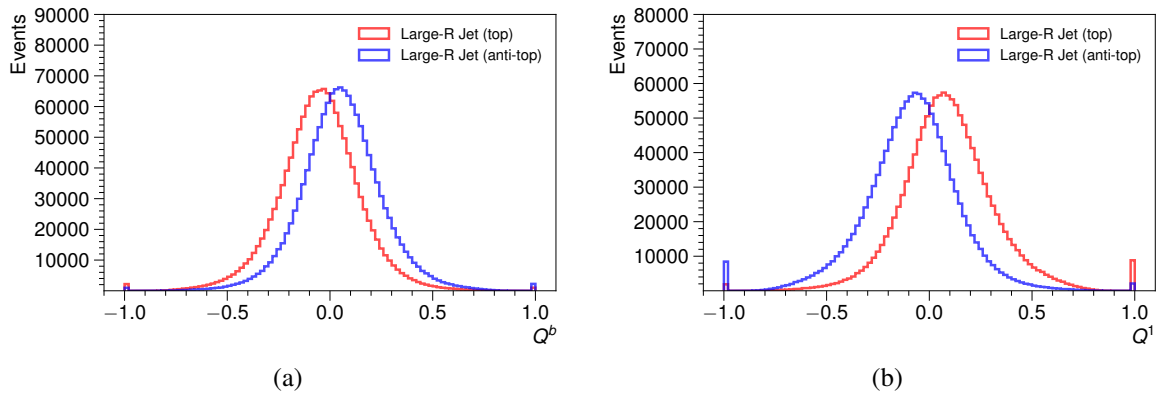 90000
80000
70000
60000
50000
40000
30000
20000
10000
Events
Large-R Jet (top)
Large-R Jet (anti-top)
−1.0 −0.5 0.0 0.5 1.0
Q^b
(a)
80000
70000
60000
50000
40000
30000
20000
10000
Events
Large-R Jet (top)
Large-R Jet (anti-top)
−1.0 −0.5 0.0 0.5 1.0
Q^1
(b)